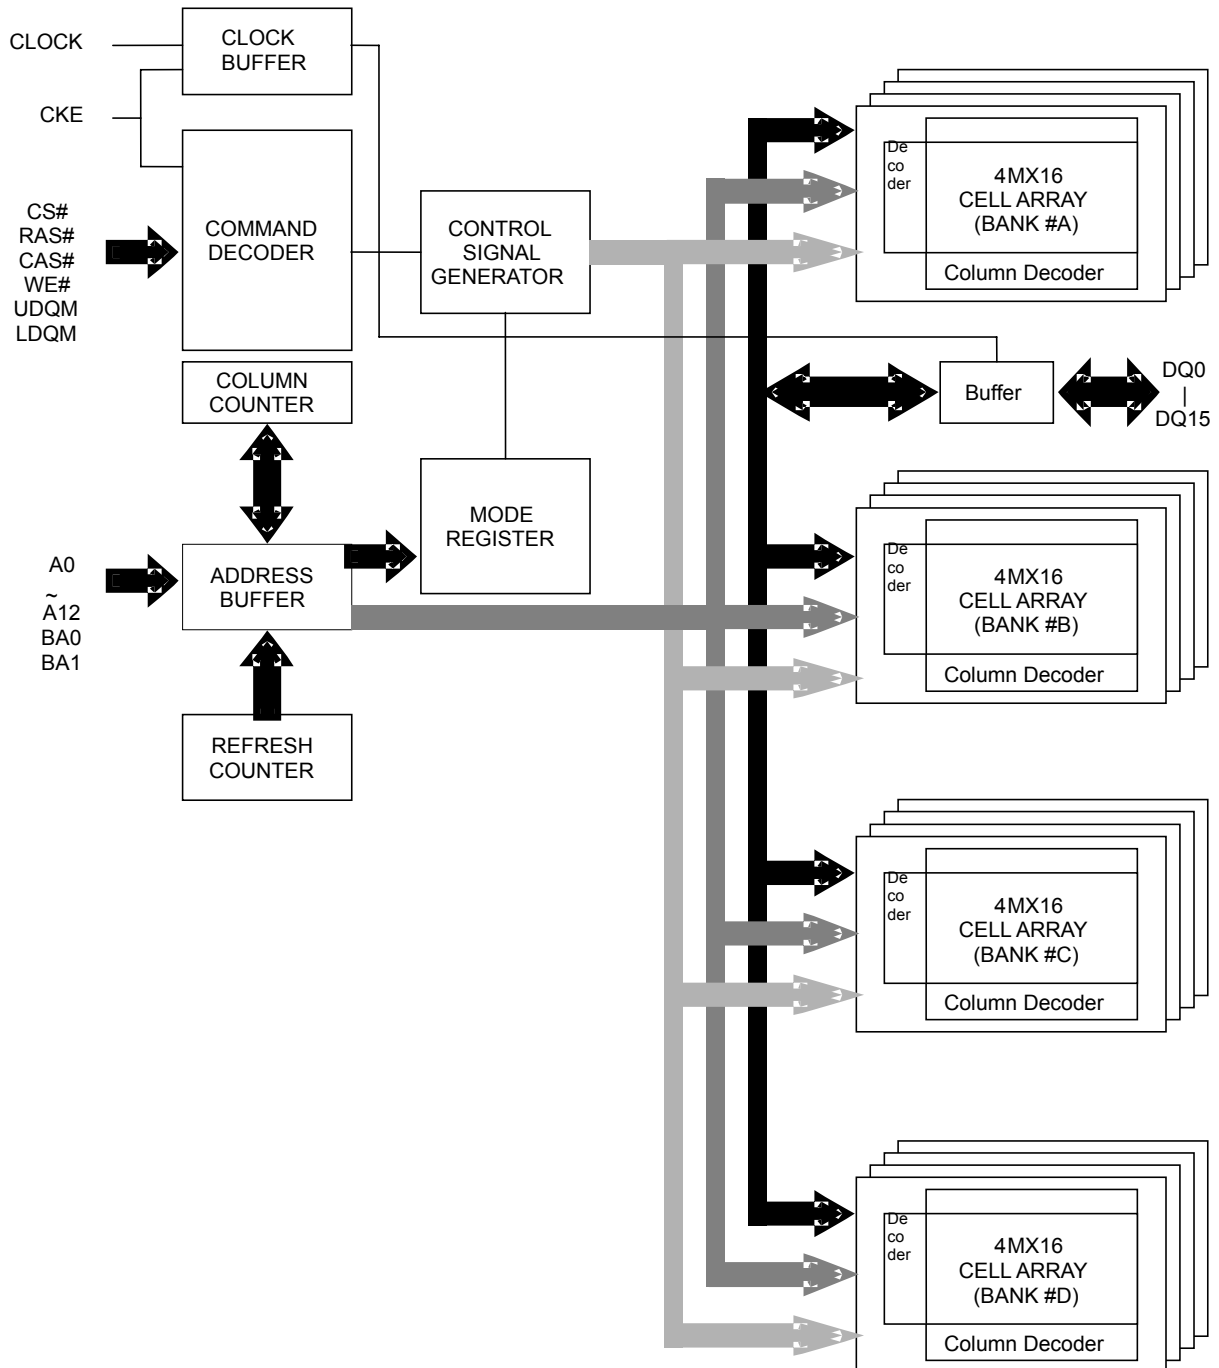 CLOCK
CLOCK
BUFFER
CKE
CS#
RAS#
CAS#
WE#
UDQM
LDQM
COMMAND
DECODER
CONTROL
SIGNAL
GENERATOR
De
co
der
4MX16
CELL ARRAY
(BANK #A)
Column Decoder
COLUMN
COUNTER
Buffer
DQ0
|
DQ15
MODE
REGISTER
A0
~
A12
BA0
BA1
ADDRESS
BUFFER
De
co
der
4MX16
CELL ARRAY
(BANK #B)
Column Decoder
REFRESH
COUNTER
De
co
der
4MX16
CELL ARRAY
(BANK #C)
Column Decoder
De
co
der
4MX16
CELL ARRAY
(BANK #D)
Column Decoder